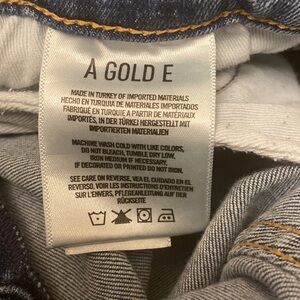 A GOLD E
MADE IN TURKEY OF IMPORTED MATERIALS
HECHO EN TURQUIA DE MATERIALES IMPORTADOS
FABRIQUÉ EN TURQUIE A PARTIR DE MATÉRIAUX
IMPORTÉS, IN DER TÜRKEI HERGESTELLT MIT
IMPORTIERTEN MATERIALIEN
MACHINE WASH COLD WITH LIKE COLORS,
DO NOT BLEACH, TUMBLE DRY LOW,
IRON MEDIUM IF NECESSARY.
IF DECORATED OR PRINTED DO NOT IRON.
SEE CARE ON REVERSE, VEA EL CUIDADO EN EL
REVERSO, VOIR LES INSTRUCTIONS D'ENTRETIEN
SUR L'ENVERS, PFLEGEANLEITUNG AUF DER
RÜCKSEITE